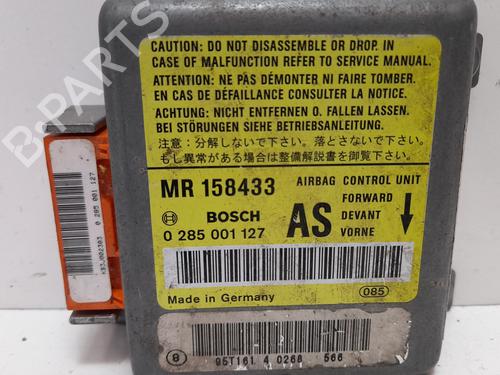 CAUTION: DO NOT DISASSEMBLE OR DROP. IN
CASE OF MALFUNCTION REFER TO SERVICE MANUAL.
ATTENTION: NE PAS DÉMONTER NI FAIRE TOMBER.
EN CAS DE DÉFAILLANCE CONSULTER LA NOTICE.
ACHTUNG: NICHT ENTFERNEN O. FALLEN LASSEN.
BEI STÖRUNGEN SIEHE BETRIEBSANLEITUNG.
注意：分解しないで下さい。落とさないで下さい。
もし異常がある場合は整備解説書を御覧下さい。
MR 158433 AIRBAG CONTROL UNIT
BOSCH AS FORWARD
0 285 001 127 DEVANT
VORNE
Made in Germany 085
8 95T161 4 0268 566
0 285 001 127
B-PARTS